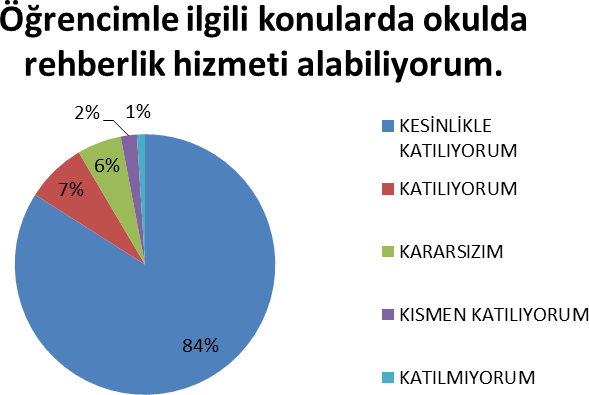 Öğrencimle ilgili konularda okulda
rehberlik hizmeti alabiliyorum.
2%
1%
6%
7%
84%
KESİNLİKLE
KATILIYORUM
KATILIYORUM
KARARSIZIM
KISMEN KATILIYORUM
KATILMIYORUM